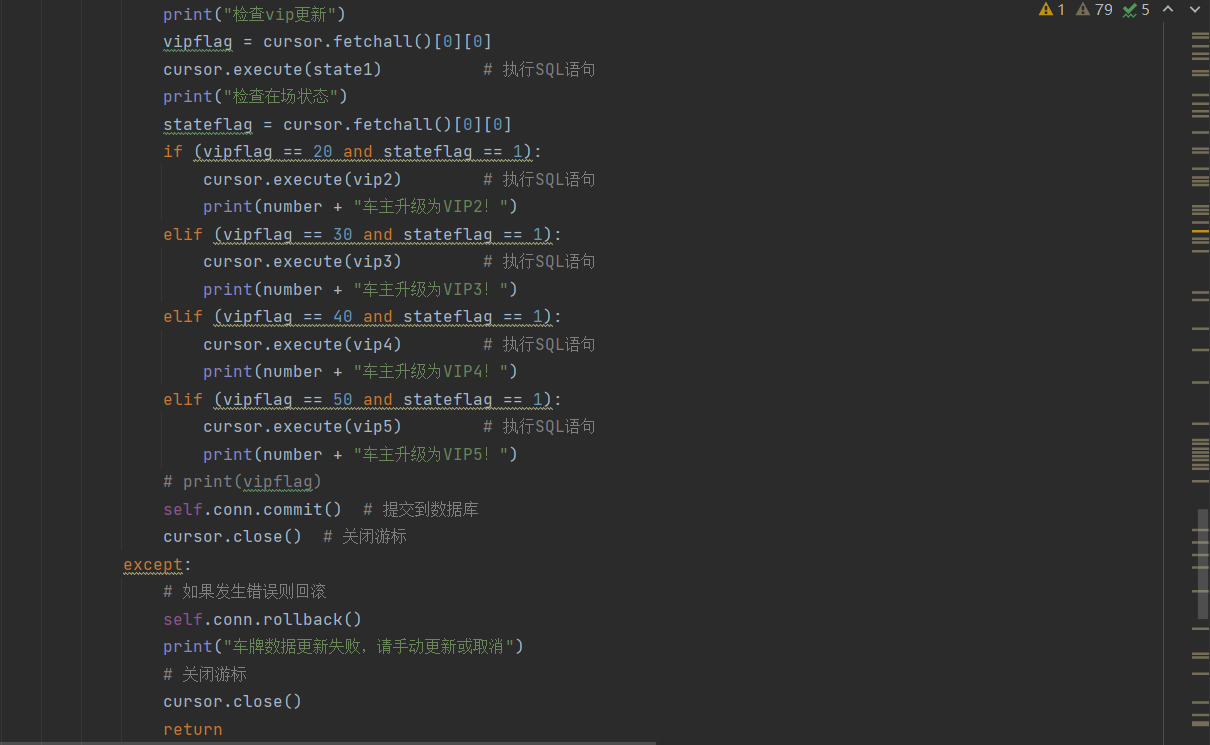 print("检查vip更新")
vipflag = cursor.fetchall()[0][0]
cursor.execute(state1)          # 执行SQL语句
print("检查在场状态")
stateflag = cursor.fetchall()[0][0]
if (vipflag == 20 and stateflag == 1):
    cursor.execute(vip2)        # 执行SQL语句
    print(number + "车主升级为VIP2！")
elif (vipflag == 30 and stateflag == 1):
    cursor.execute(vip3)        # 执行SQL语句
    print(number + "车主升级为VIP3！")
elif (vipflag == 40 and stateflag == 1):
    cursor.execute(vip4)        # 执行SQL语句
    print(number + "车主升级为VIP4！")
elif (vipflag == 50 and stateflag == 1):
    cursor.execute(vip5)        # 执行SQL语句
    print(number + "车主升级为VIP5！")
# print(vipflag)
self.conn.commit()  # 提交到数据库
cursor.close()  # 关闭游标
except:
# 如果发生错误则回滚
self.conn.rollback()
print("车牌数据更新失败，请手动更新或取消")
# 关闭游标
cursor.close()
return
1 79 5